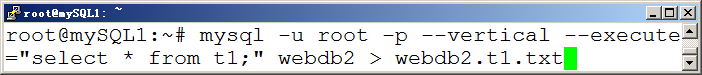 root@mySQL1: ~
root@mySQL1:~# mysql -u root -p --vertical --execute
="select * from t1;" webdb2 > webdb2.t1.txt